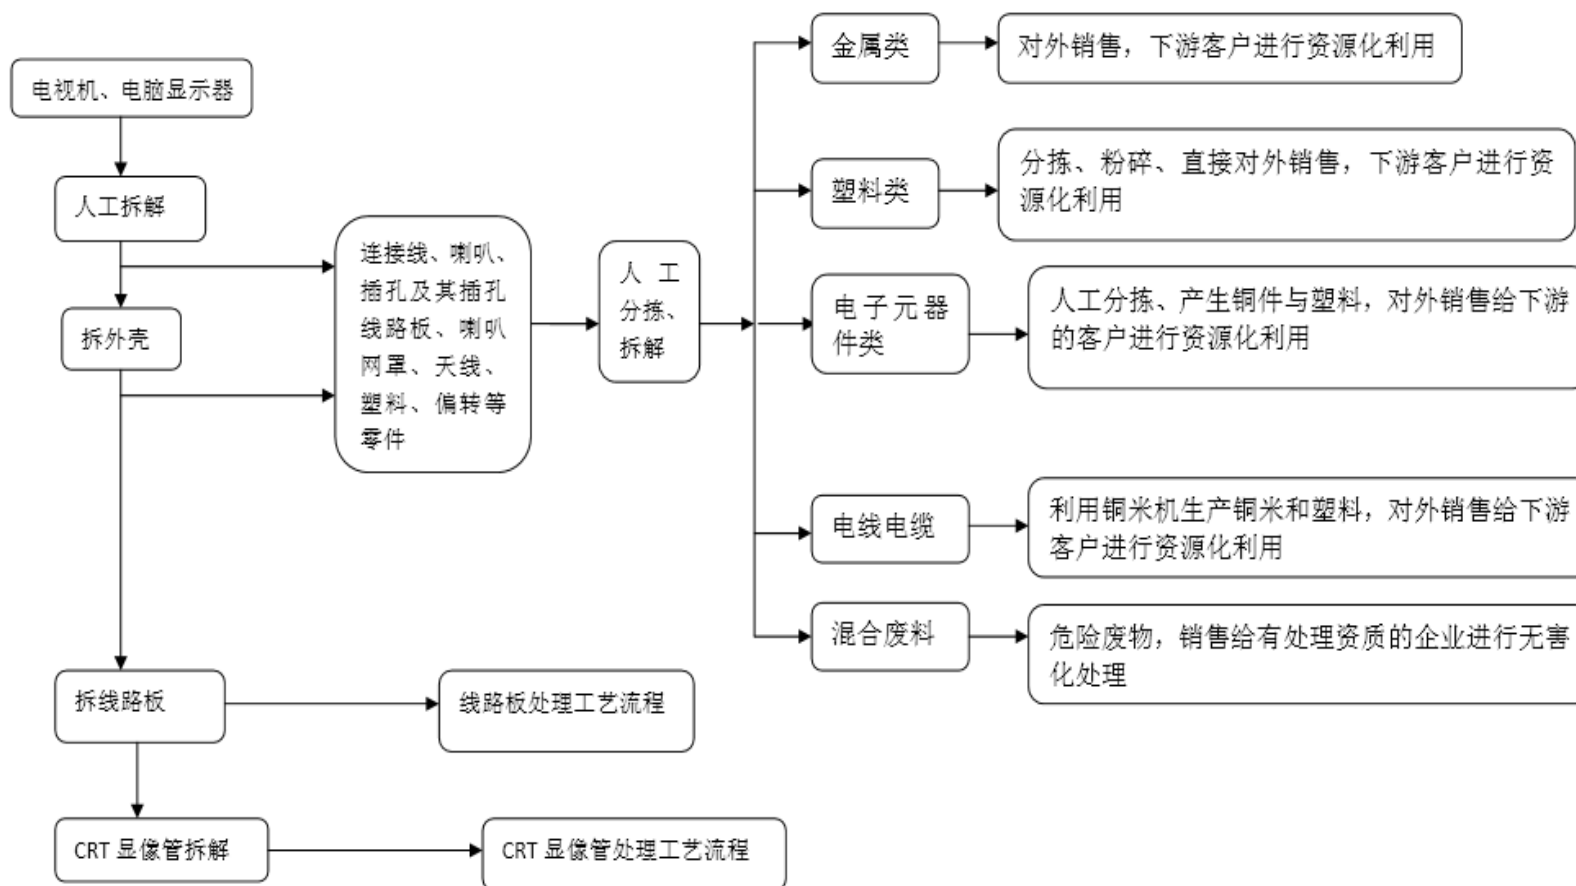 电视机、电脑显示器
人工拆解
拆外壳
拆线路板
CRT 显像管拆解
线路板处理工艺流程
CRT 显像管处理工艺流程
连接线、喇叭、
插孔及其插孔
线路板、喇叭
网罩、天线、
塑料、偏转等
零件
人 工
分拣、
拆解
金属类
对外销售，下游客户进行资源化利用
塑料类
分拣、粉碎、直接对外销售，下游客户进行资
源化利用
电子元器
件类
人工分拣、产生铜件与塑料，对外销售给下游
的客户进行资源化利用
电线电缆
利用铜米机生产铜米和塑料，对外销售给下游
客户进行资源化利用
混合废料
危险废物，销售给有处理资质的企业进行无害
化处理